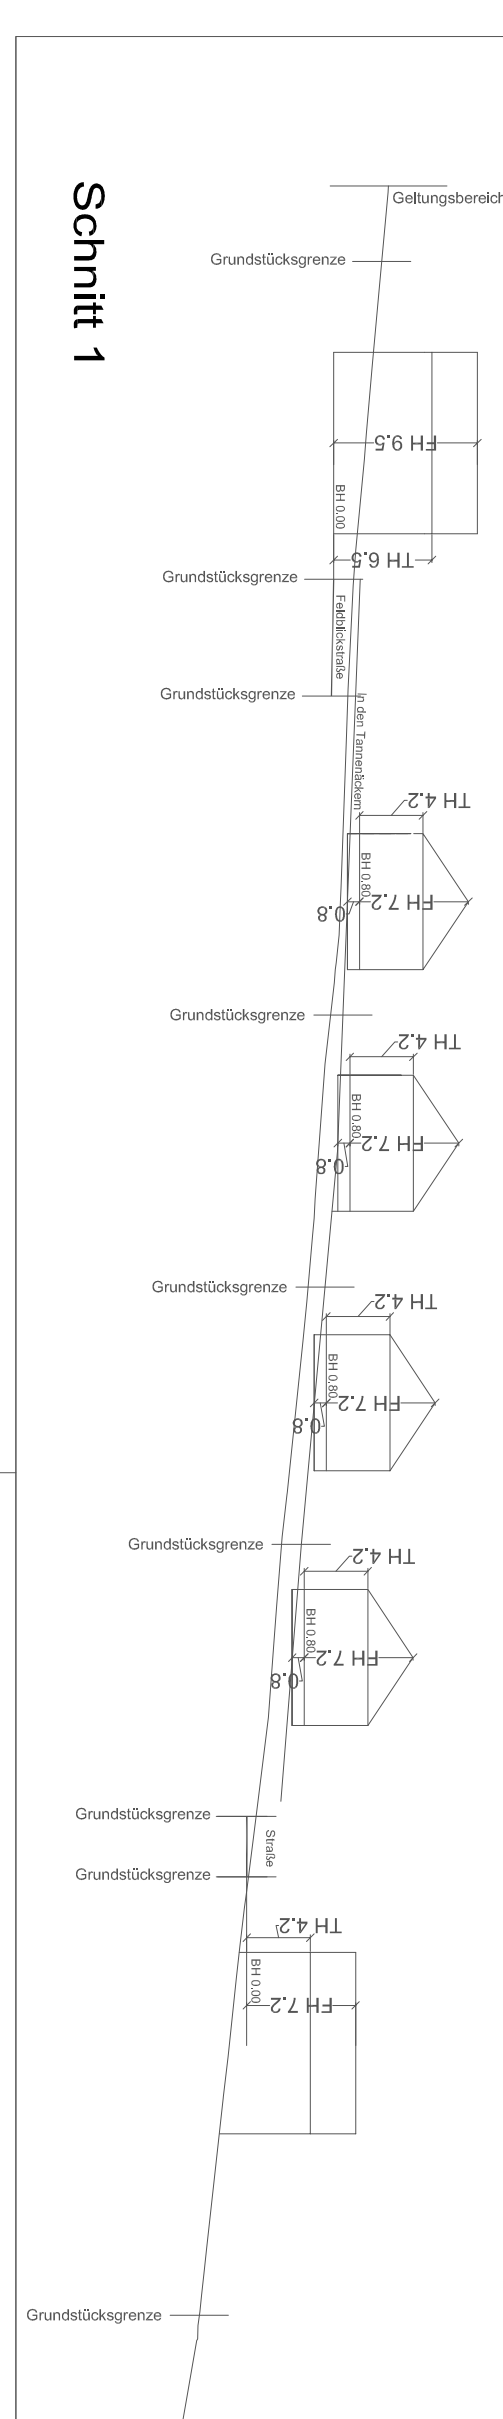 Schnitt 1
Geltungsbereich
Grundstücksgrenze
FH 9.5
BH 0.00
TH 6.5
Grundstücksgrenze
Feldblickstraße
Grundstücksgrenze
In den Tannenäckern
TH 4.2
BH 0.80
FH 7.2
0.8
Grundstücksgrenze
TH 4.2
BH 0.80
FH 7.2
0.8
Grundstücksgrenze
TH 4.2
BH 0.80
FH 7.2
0.8
Grundstücksgrenze
TH 4.2
BH 0.80
FH 7.2
0.8
Grundstücksgrenze
Straße
Grundstücksgrenze
TH 4.2
BH 0.00
FH 7.2
Grundstücksgrenze